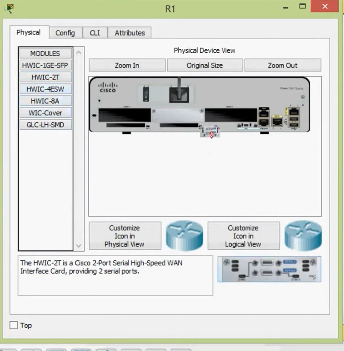 R1
Physical
Config
CLI
Attributes
MODULES
HWIC-1GE-SFP
HWIC-2T
HWIC-4ESW
HWIC-8A
WIC-Cover
GLC-LH-SMD
Physical Device View
Zoom In
Original Size
Zoom Out
CISCO
Customize
Icon in
Physical View
Customize
Icon in
Logical View
The HWIC-2T is a Cisco 2-Port Serial High-Speed WAN
Interface Card, providing 2 serial ports.
Top